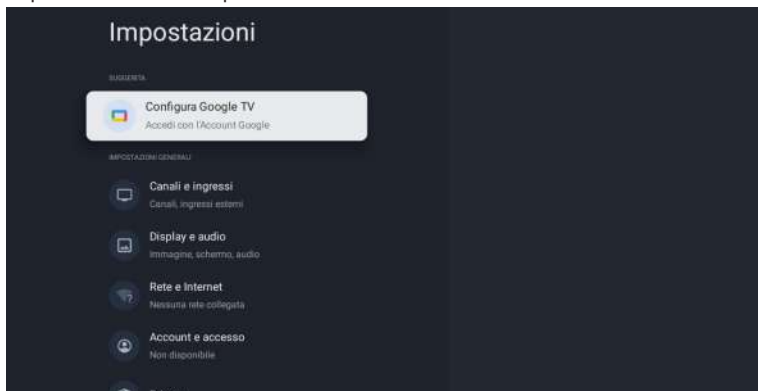 Impostazioni
SUGGERITA
Configura Google TV
Accedi con l'Account Google
IMPOSTAZIONI GENERALI
Canali e ingressi
Canali, ingressi esterni
Display e audio
Immagine, schermo, audio
Rete e Internet
Nessuna rete collegata
Account e accesso
Non disponibile